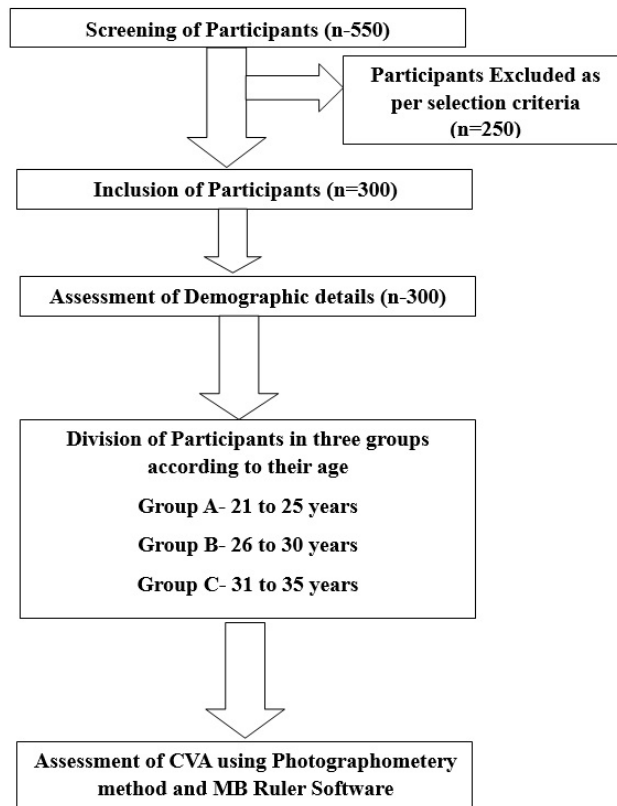 Screening of Participants (n-550)
Participants Excluded as
per selection criteria
(n=250)
Inclusion of Participants (n=300)
Assessment of Demographic details (n-300)
Division of Participants in three groups
according to their age
Group A- 21 to 25 years
Group B- 26 to 30 years
Group C- 31 to 35 years
Assessment of CVA using Photographometery
method and MB Ruler Software